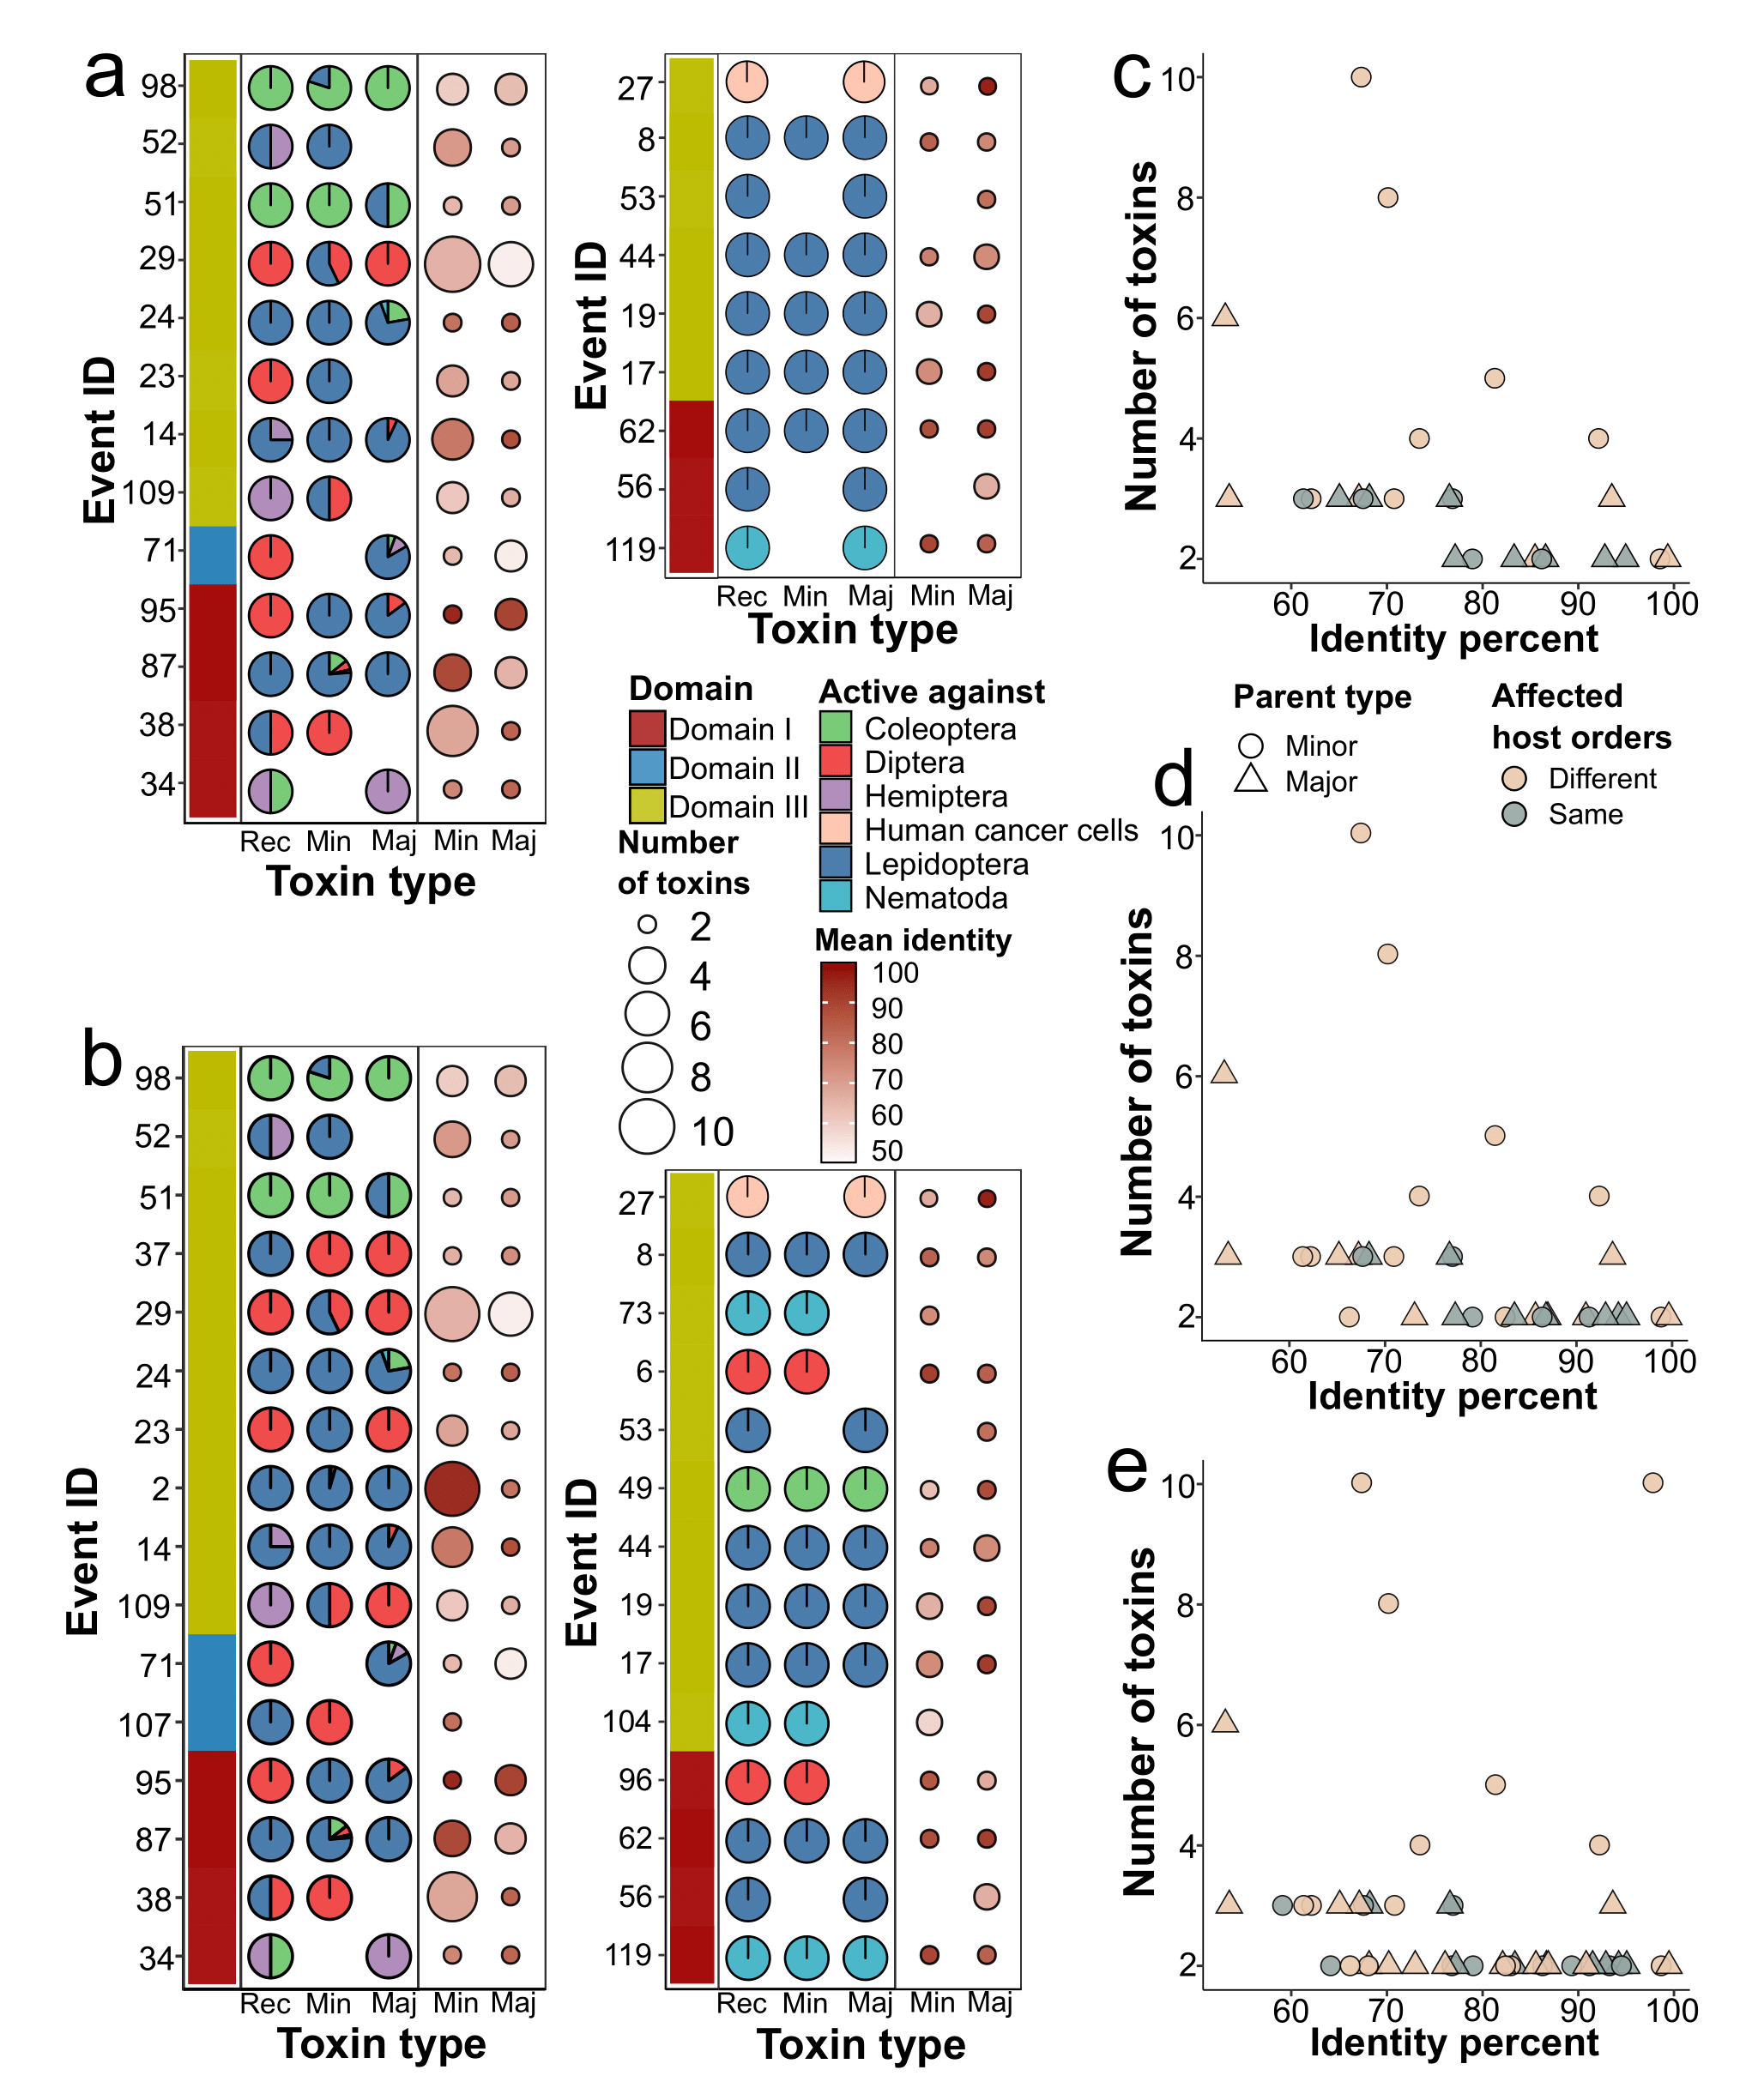 a
98
52
51
29
24
23
14
109
71
95
87
38
34
Event ID
Rec Min Maj Min Maj
Toxin type
27
8
53
44
19
17
62
56
119
Event ID
Rec Min Maj Min Maj
Toxin type
c
10
8
6
4
2
Number of toxins
60 70 80 90 100
Identity percent
Domain
Domain I
Domain II
Domain III
Number
of toxins
2
4
6
8
10
Active against
Coleoptera
Diptera
Hemiptera
Human cancer cells
Lepidoptera
Nematoda
Mean identity
100
90
80
70
60
50
Parent type
Minor
Major
Affected
host orders
Different
Same
d
10
8
6
4
2
Number of toxins
60 70 80 90 100
Identity percent
b
98
52
51
37
29
24
23
2
14
109
71
107
95
87
38
34
Event ID
Rec Min Maj Min Maj
Toxin type
27
8
73
6
53
49
44
19
17
104
96
62
56
119
Event ID
Rec Min Maj Min Maj
Toxin type
e
10
8
6
4
2
Number of toxins
60 70 80 90 100
Identity percent